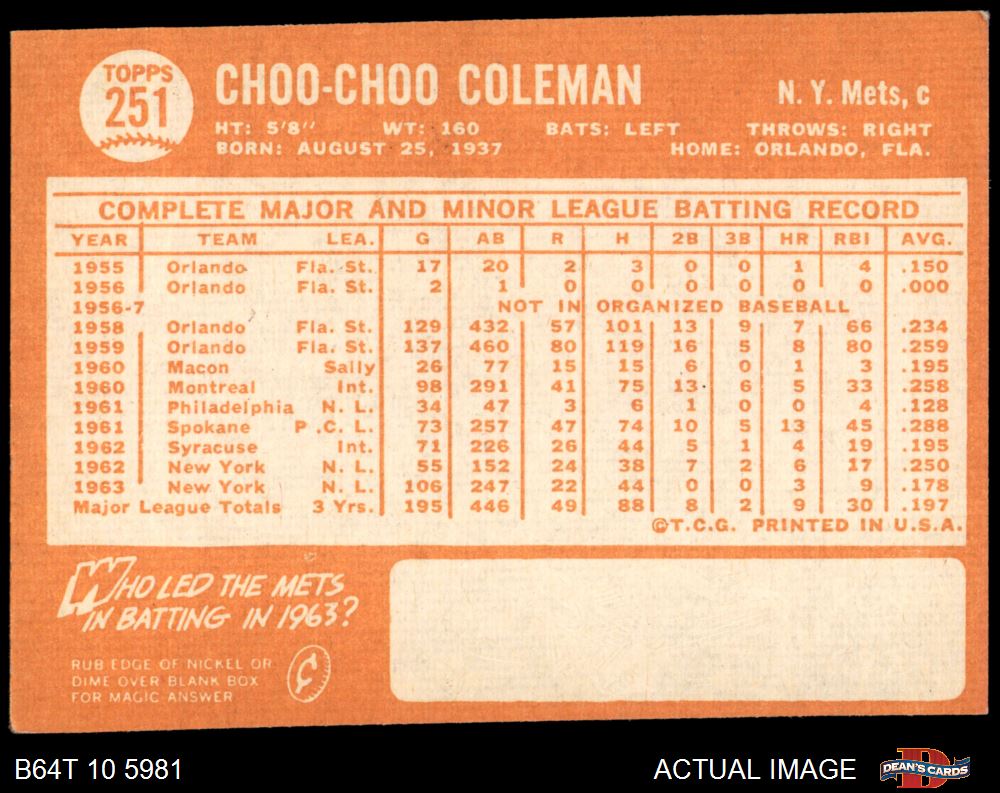 TOPPS
251
CHOO-CHOO COLEMAN
N. Y. Mets, c
HT: 5'8" WT: 160 BATS: LEFT THROWS: RIGHT
BORN: AUGUST 25, 1937 HOME: ORLANDO, FLA.
COMPLETE MAJOR AND MINOR LEAGUE BATTING RECORD
YEAR TEAM LEA. G AB R H 2B 3B HR RBI AVG.
1955 Orlando Fla. St. 17 20 2 3 0 0 1 4 .150
1956 Orlando Fla. St. 2 1 0 0 0 0 0 0 .000
1956-7 NOT IN ORGANIZED BASEBALL
1958 Orlando Fla. St. 129 432 57 101 13 9 7 66 .234
1959 Orlando Fla. St. 137 460 80 119 16 5 8 80 .259
1960 Macon Sally 26 77 15 15 6 0 1 3 .195
1960 Montreal Int. 98 291 41 75 13 6 5 33 .258
1961 Philadelphia N. L. 34 47 3 6 1 0 0 4 .128
1961 Spokane P .C. L. 73 257 47 74 10 5 13 45 .288
1962 Syracuse Int. 71 226 26 44 5 1 4 19 .195
1962 New York N. L. 55 152 24 38 7 2 6 17 .250
1963 New York N. L. 106 247 22 44 0 0 3 9 .178
Major League Totals 3 Yrs. 195 446 49 88 8 2 9 30 .197
©T.C.G. PRINTED IN U.S.A.
WHO LED THE METS
IN BATTING IN 1963?
RUB EDGE OF NICKEL OR
DIME OVER BLANK BOX
FOR MAGIC ANSWER
¢
B64T 10 5981
ACTUAL IMAGE
D
DEAN'S CARDS